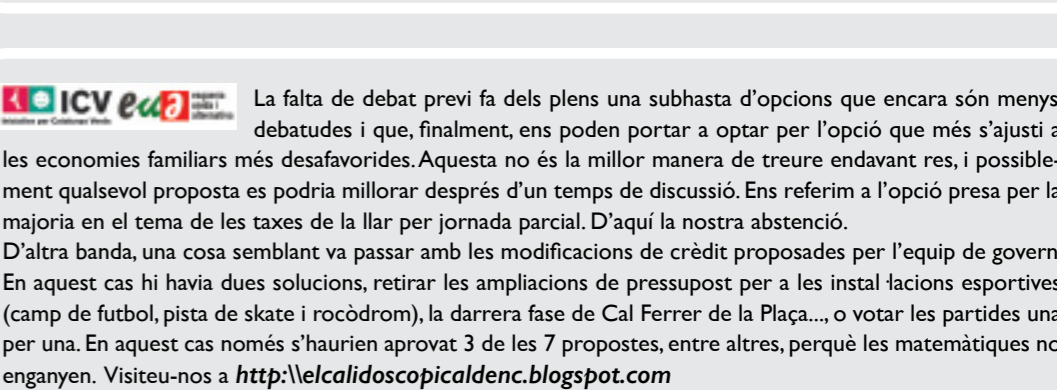 ICV eua
La falta de debat previ fa dels plens una subhasta d'opcions que encara són menys
debatudes i que, finalment, ens poden portar a optar per l'opció que més s'ajusti a
les economies familiars més desafavorides. Aquesta no és la millor manera de treure endavant res, i possible-
ment qualsevol proposta es podria millorar després d'un temps de discussió. Ens referim a l'opció presa per la
majoria en el tema de les taxes de la llar per jornada parcial. D'aquí la nostra abstenció.
D'altra banda, una cosa semblant va passar amb les modificacions de crèdit proposades per l'equip de govern
En aquest cas hi havia dues solucions, retirar les ampliacions de pressupost per a les instal·lacions esportives
(camp de futbol, pista de skate i rocòdrom), la darrera fase de Cal Ferrer de la Plaça..., o votar les partides una
per una. En aquest cas només s'haurien aprovat 3 de les 7 propostes, entre altres, perquè les matemàtiques no
enganyen. Visiteu-nos a http:\\elcalidoscopicaldenc.blogspot.com